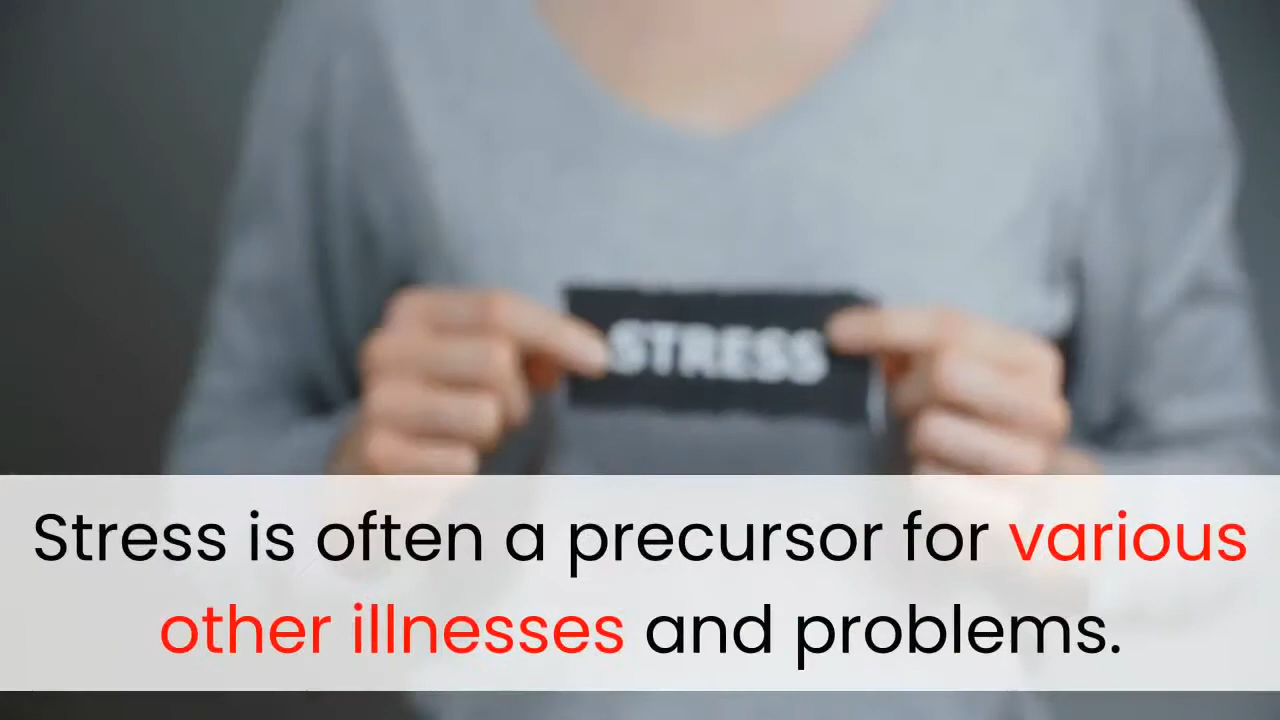 STRESS
Stress is often a precursor for various
other illnesses and problems.